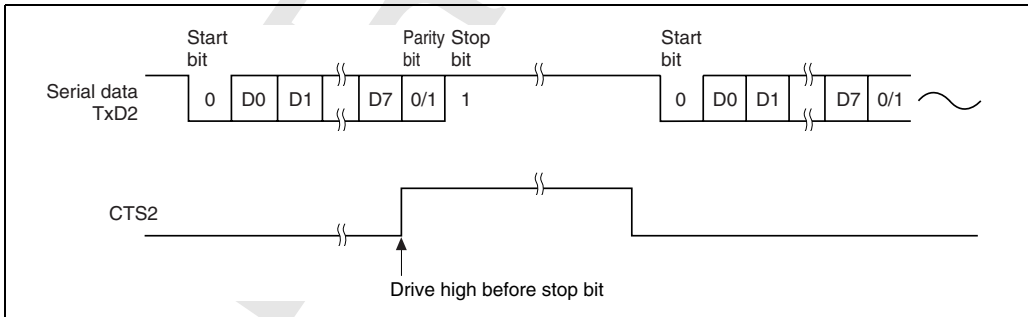 Start bit
Parity bit
Stop bit
Start bit
Serial data TxD2
0 D0 D1 D7 0/1 1 0 D0 D1 D7 0/1
CTS2
Drive high before stop bit